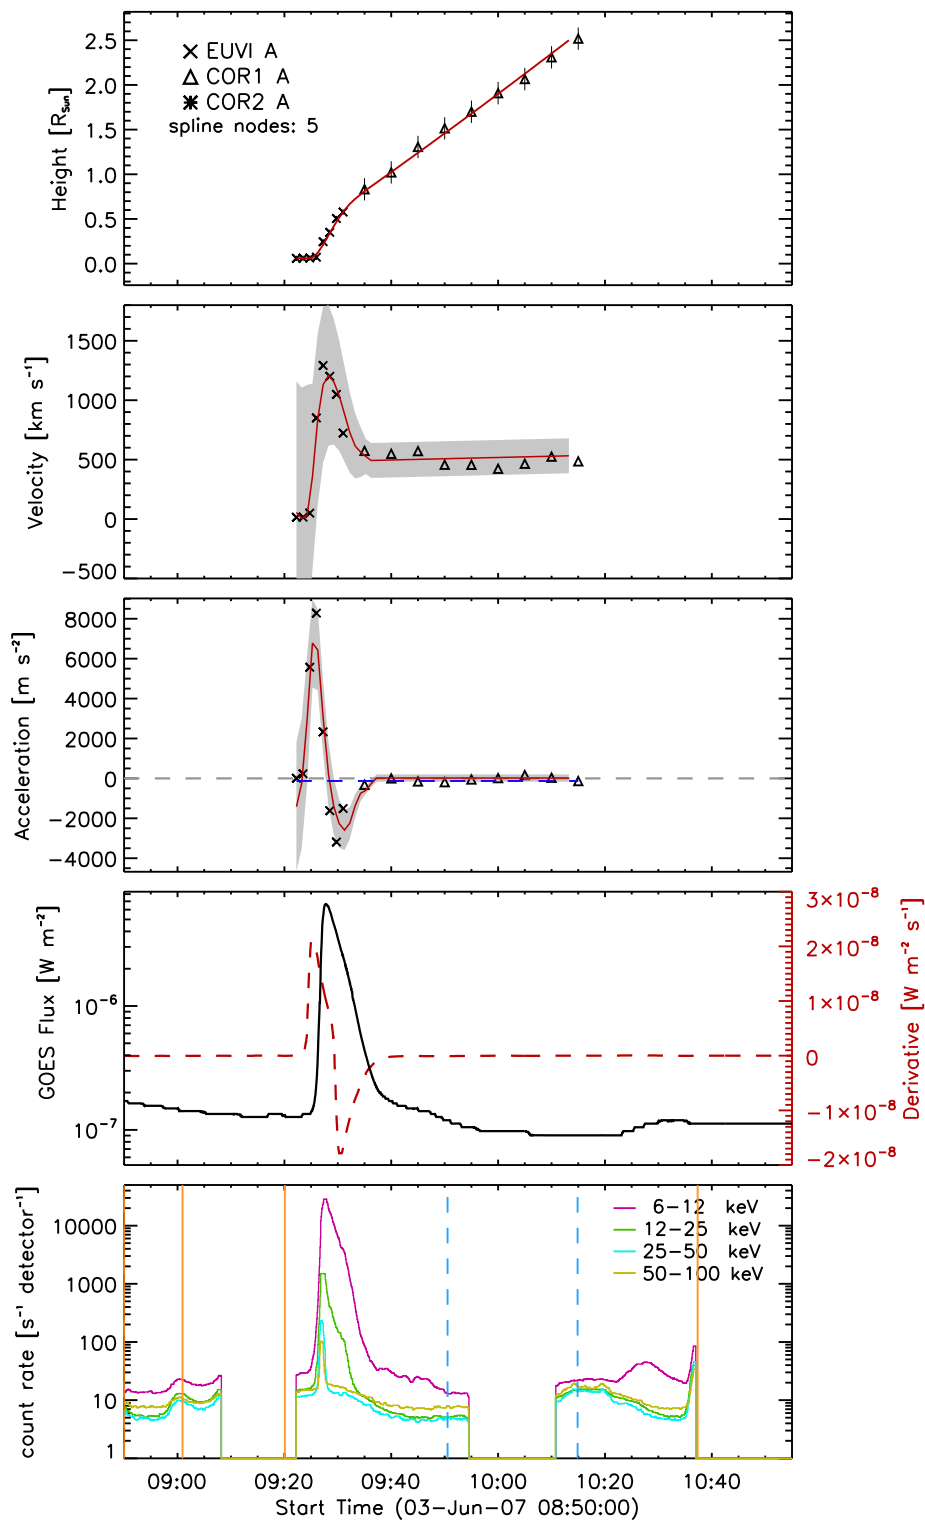 2.5
2.0
1.5
1.0
0.5
0.0
Height [R_Sun]
EUVI A
COR1 A
COR2 A
spline nodes: 5
1500
1000
500
0
−500
Velocity [km s⁻¹]
8000
6000
4000
2000
0
−2000
−4000
Acceleration [m s⁻²]
10⁻⁶
10⁻⁷
GOES Flux [W m⁻²]
3×10⁻⁸
2×10⁻⁸
1×10⁻⁸
0
−1×10⁻⁸
−2×10⁻⁸
Derivative [W m⁻² s⁻¹]
10000
1000
100
10
1
count rate [s⁻¹ detector⁻¹]
6−12 keV
12−25 keV
25−50 keV
50−100 keV
09:00 09:20 09:40 10:00 10:20 10:40
Start Time (03−Jun−07 08:50:00)